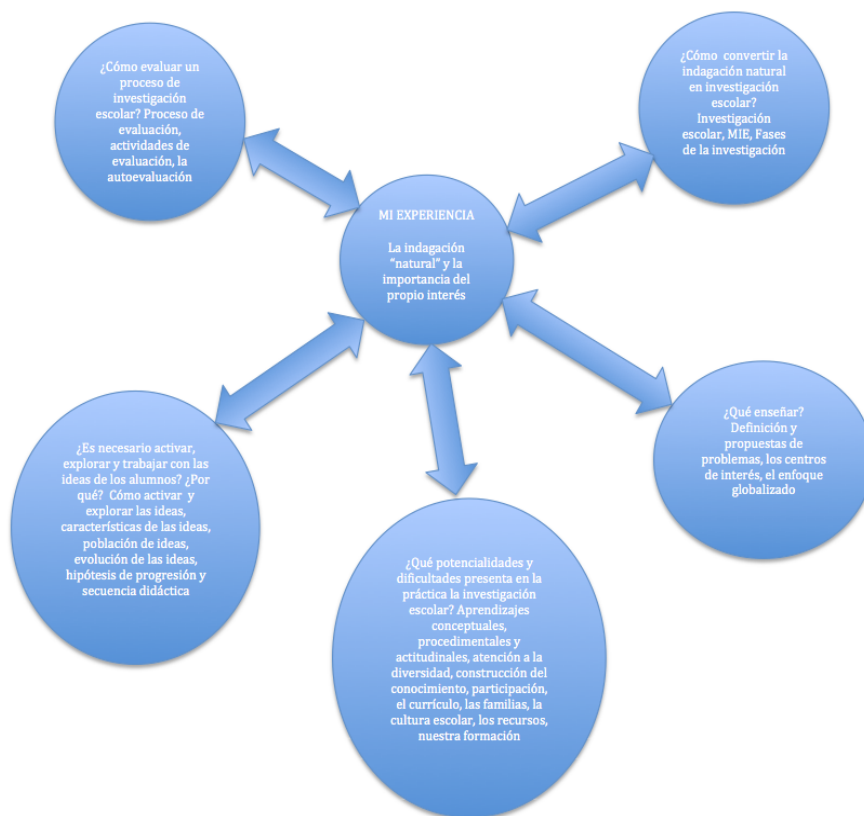 ¿Cómo evaluar un
proceso de
investigación
escolar? Proceso de
evaluación,
actividades de
evaluación, la
autoevaluación
¿Cómo convertir la
indagación natural
en investigación
escolar?
Investigación
escolar, MIE, Fases
de la investigación
MI EXPERIENCIA
La indagación
“natural” y la
importancia del
propio interés
¿Qué enseñar?
Definición y
propuestas de
problemas, los centros
de interés, el enfoque
globalizado
¿Es necesario activar,
explorar y trabajar con las
ideas de los alumnos? ¿Por
qué? Cómo activar y
explorar las ideas,
características de las ideas,
población de ideas,
evolución de las ideas,
hipótesis de progresión y
secuencia didáctica
¿Qué potencialidades y
dificultades presenta en la
práctica la investigación
escolar? Aprendizajes
conceptuales,
procedimentales y
actitudinales, atención a la
diversidad, construcción del
conocimiento, participación,
el currículo, las familias, la
cultura escolar, los recursos,
nuestra formación